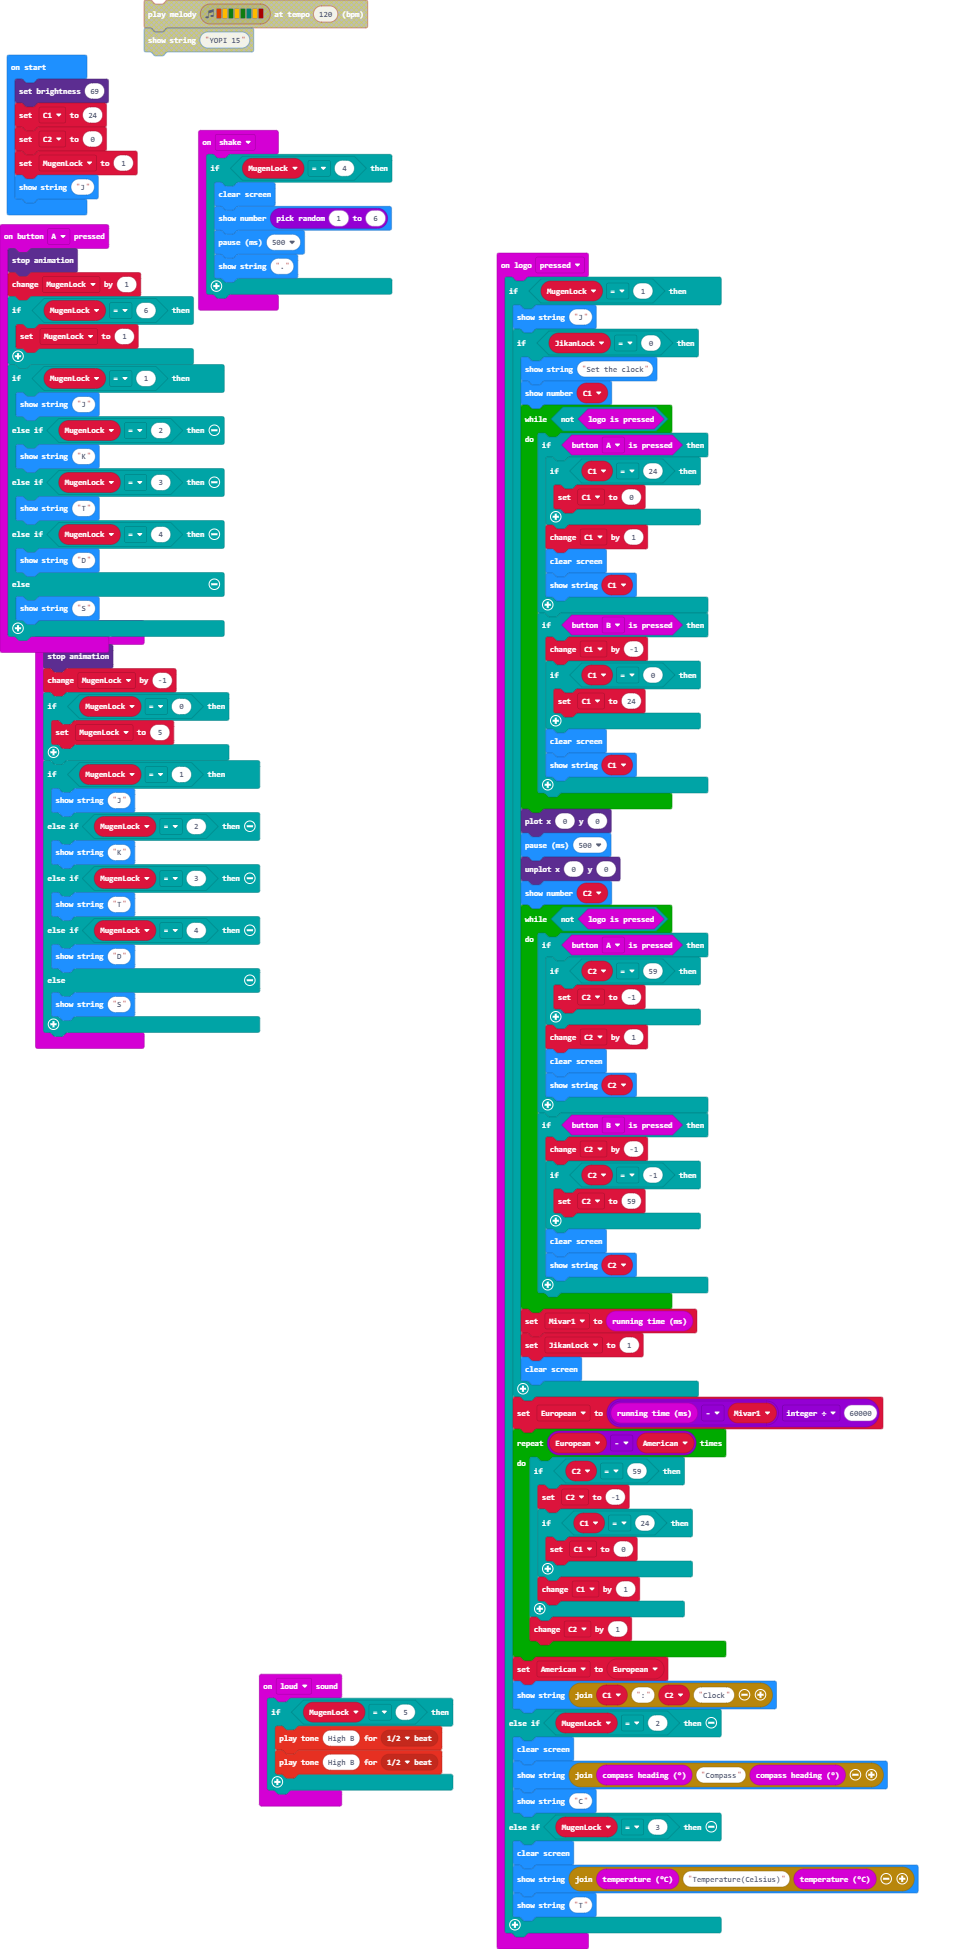 play melody at tempo 120 (bpm)
show string "YOPI 15"
on start
set brightness 69
set C1 to 24
set C2 to 0
set MugenLock to 1
show string "J"
on shake
if MugenLock = 4 then
clear screen
show number pick random 1 to 6
pause (ms) 500
show string "."
on button A pressed
stop animation
change MugenLock by 1
if MugenLock = 6 then
set MugenLock to 1
if MugenLock = 1 then
show string "J"
else if MugenLock = 2 then
show string "K"
else if MugenLock = 3 then
show string "T"
else if MugenLock = 4 then
show string "D"
else
show string "S"
stop animation
change MugenLock by -1
if MugenLock = 0 then
set MugenLock to 5
if MugenLock = 1 then
show string "J"
else if MugenLock = 2 then
show string "K"
else if MugenLock = 3 then
show string "T"
else if MugenLock = 4 then
show string "D"
else
show string "S"
on loud sound
if MugenLock = 5 then
play tone High B for 1/2 beat
play tone High B for 1/2 beat
on logo pressed
if MugenLock = 1 then
show string "J"
if JikanLock = 0 then
show string "Set the clock"
show number C1
while not logo is pressed
do if button A is pressed then
if C1 = 24 then
set C1 to 0
change C1 by 1
clear screen
show string C1
if button B is pressed then
change C1 by -1
if C1 = 0 then
set C1 to 24
clear screen
show string C1
plot x 0 y 0
pause (ms) 500
unplot x 0 y 0
show number C2
while not logo is pressed
do if button A is pressed then
if C2 = 59 then
set C2 to -1
change C2 by 1
clear screen
show string C2
if button B is pressed then
change C2 by -1
if C2 = -1 then
set C2 to 59
clear screen
show string C2
set Mivar1 to running time (ms)
set JikanLock to 1
clear screen
set European to running time (ms) - Mivar1 integer ÷ 60000
repeat European - American times
do if C2 = 59 then
set C2 to -1
if C1 = 24 then
set C1 to 0
change C1 by 1
change C2 by 1
set American to European
show string join C1 ":" C2 "Clock"
else if MugenLock = 2 then
clear screen
show string join compass heading (°) "Compass" compass heading (°)
show string "C"
else if MugenLock = 3 then
clear screen
show string join temperature (°C) "Temperature(Celsius)" temperature (°C)
show string "T"